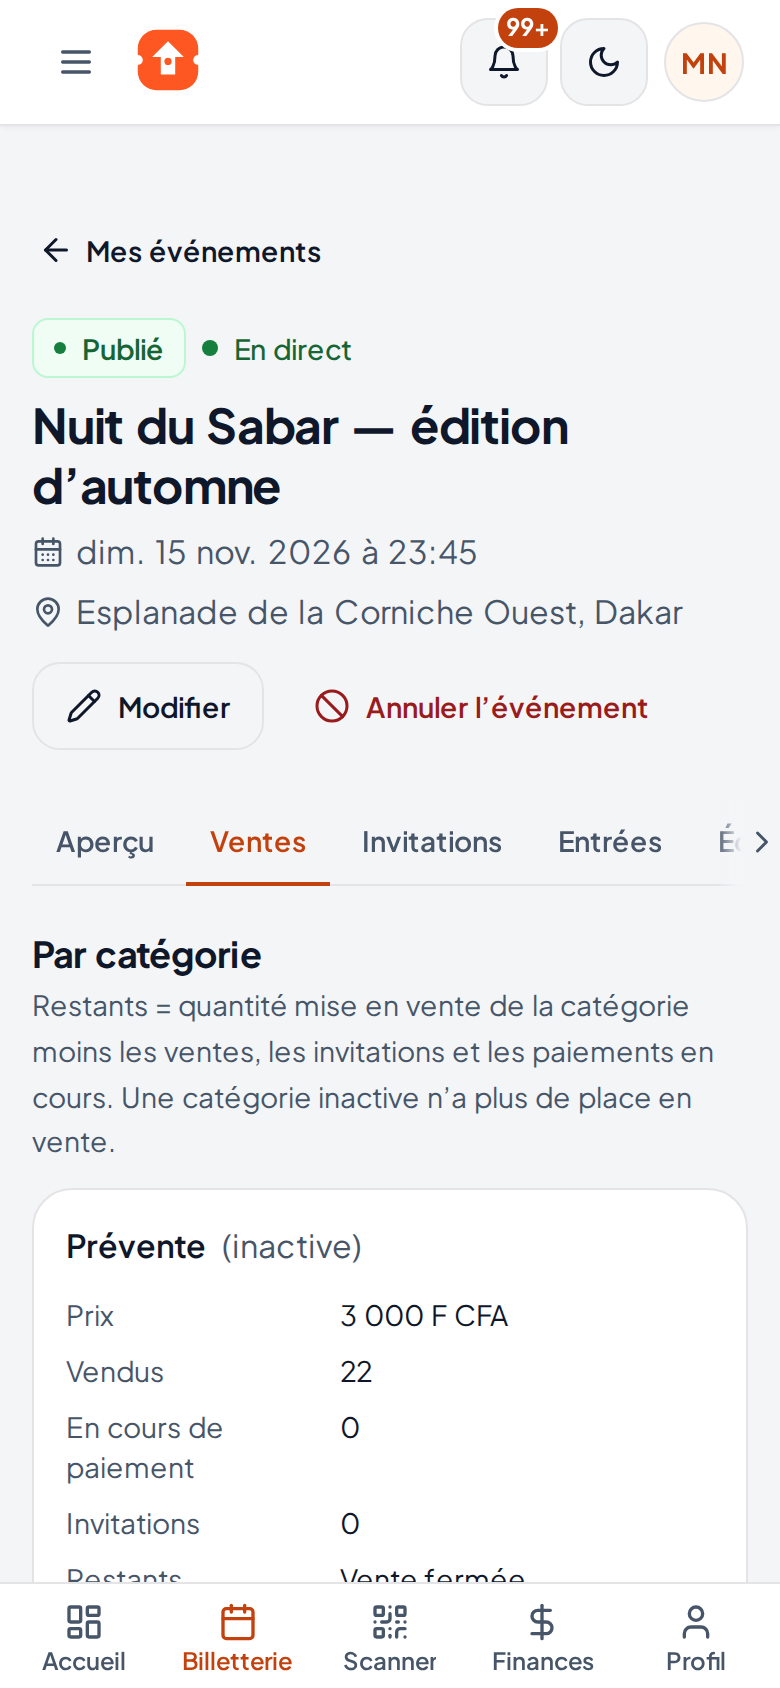 99+
MN
Mes événements
Publié
En direct
Nuit du Sabar — édition
d’automne
dim. 15 nov. 2026 à 23:45
Esplanade de la Corniche Ouest, Dakar
Modifier
Annuler l’événement
Aperçu Ventes Invitations Entrées
Par catégorie
Restants = quantité mise en vente de la catégorie
moins les ventes, les invitations et les paiements en
cours. Une catégorie inactive n’a plus de place en
vente.
Prévente (inactive)
Prix 3 000 F CFA
Vendus 22
En cours de 0
paiement
Invitations 0
Restants Vente fermée
Accueil Billetterie Scanner Finances Profil